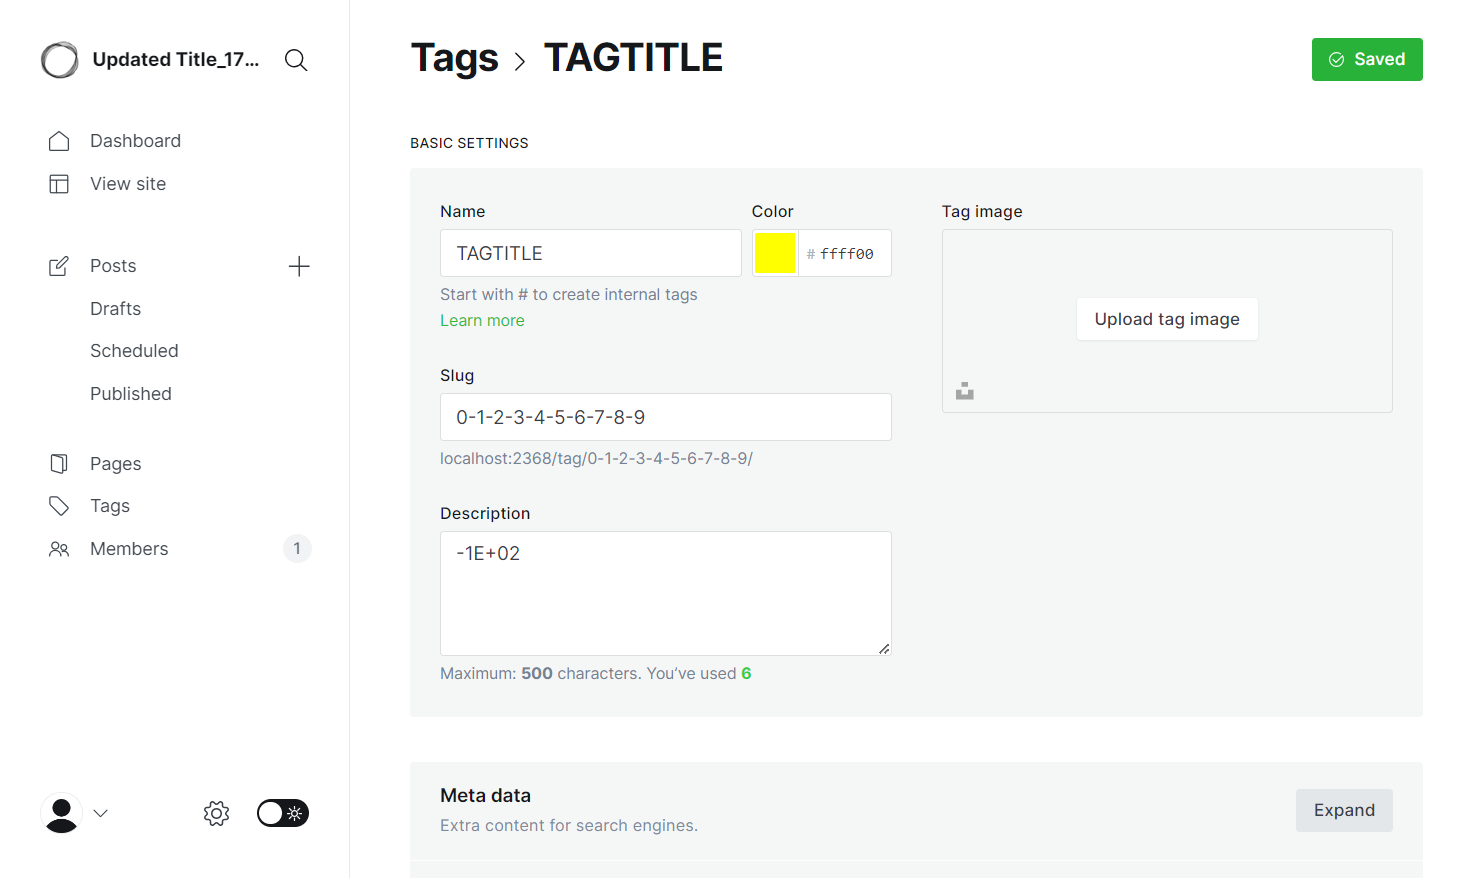 Updated Title_17...
Dashboard
View site
Posts
Drafts
Scheduled
Published
Pages
Tags
Members
1
Tags > TAGTITLE
Saved
BASIC SETTINGS
Name
TAGTITLE
Start with # to create internal tags
Learn more
Color
# ffff00
Slug
0-1-2-3-4-5-6-7-8-9
localhost:2368/tag/0-1-2-3-4-5-6-7-8-9/
Description
-1E+02
Maximum: 500 characters. You’ve used 6
Tag image
Upload tag image
Meta data
Extra content for search engines.
Expand